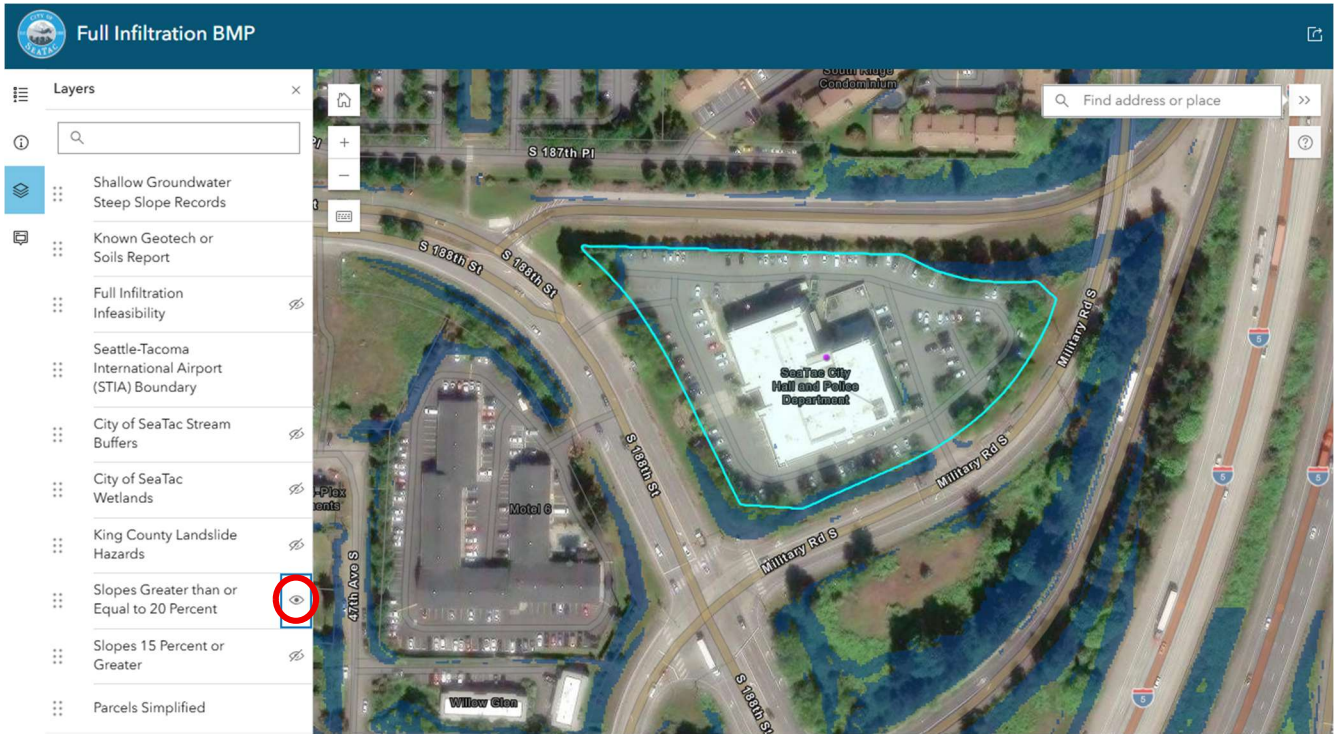 CITY OF
SEATAC
Full Infiltration BMP
Layers
Shallow Groundwater
Steep Slope Records
Known Geotech or
Soils Report
Full Infiltration
Infeasibility
Seattle-Tacoma
International Airport
(STIA) Boundary
City of SeaTac Stream
Buffers
City of SeaTac
Wetlands
King County Landslide
Hazards
Slopes Greater than or
Equal to 20 Percent
Slopes 15 Percent or
Greater
Parcels Simplified
Find address or place
South Ridge
Condominium
S 187th Pl
S 188th St
S 188th St
SeaTac City
Hall and Police
Department
Military Rd S
5
S 188th St
Military Rd S
Motel 6
5
5
Military Rd S
47th Ave S
S 188th St
Willow Glen
5